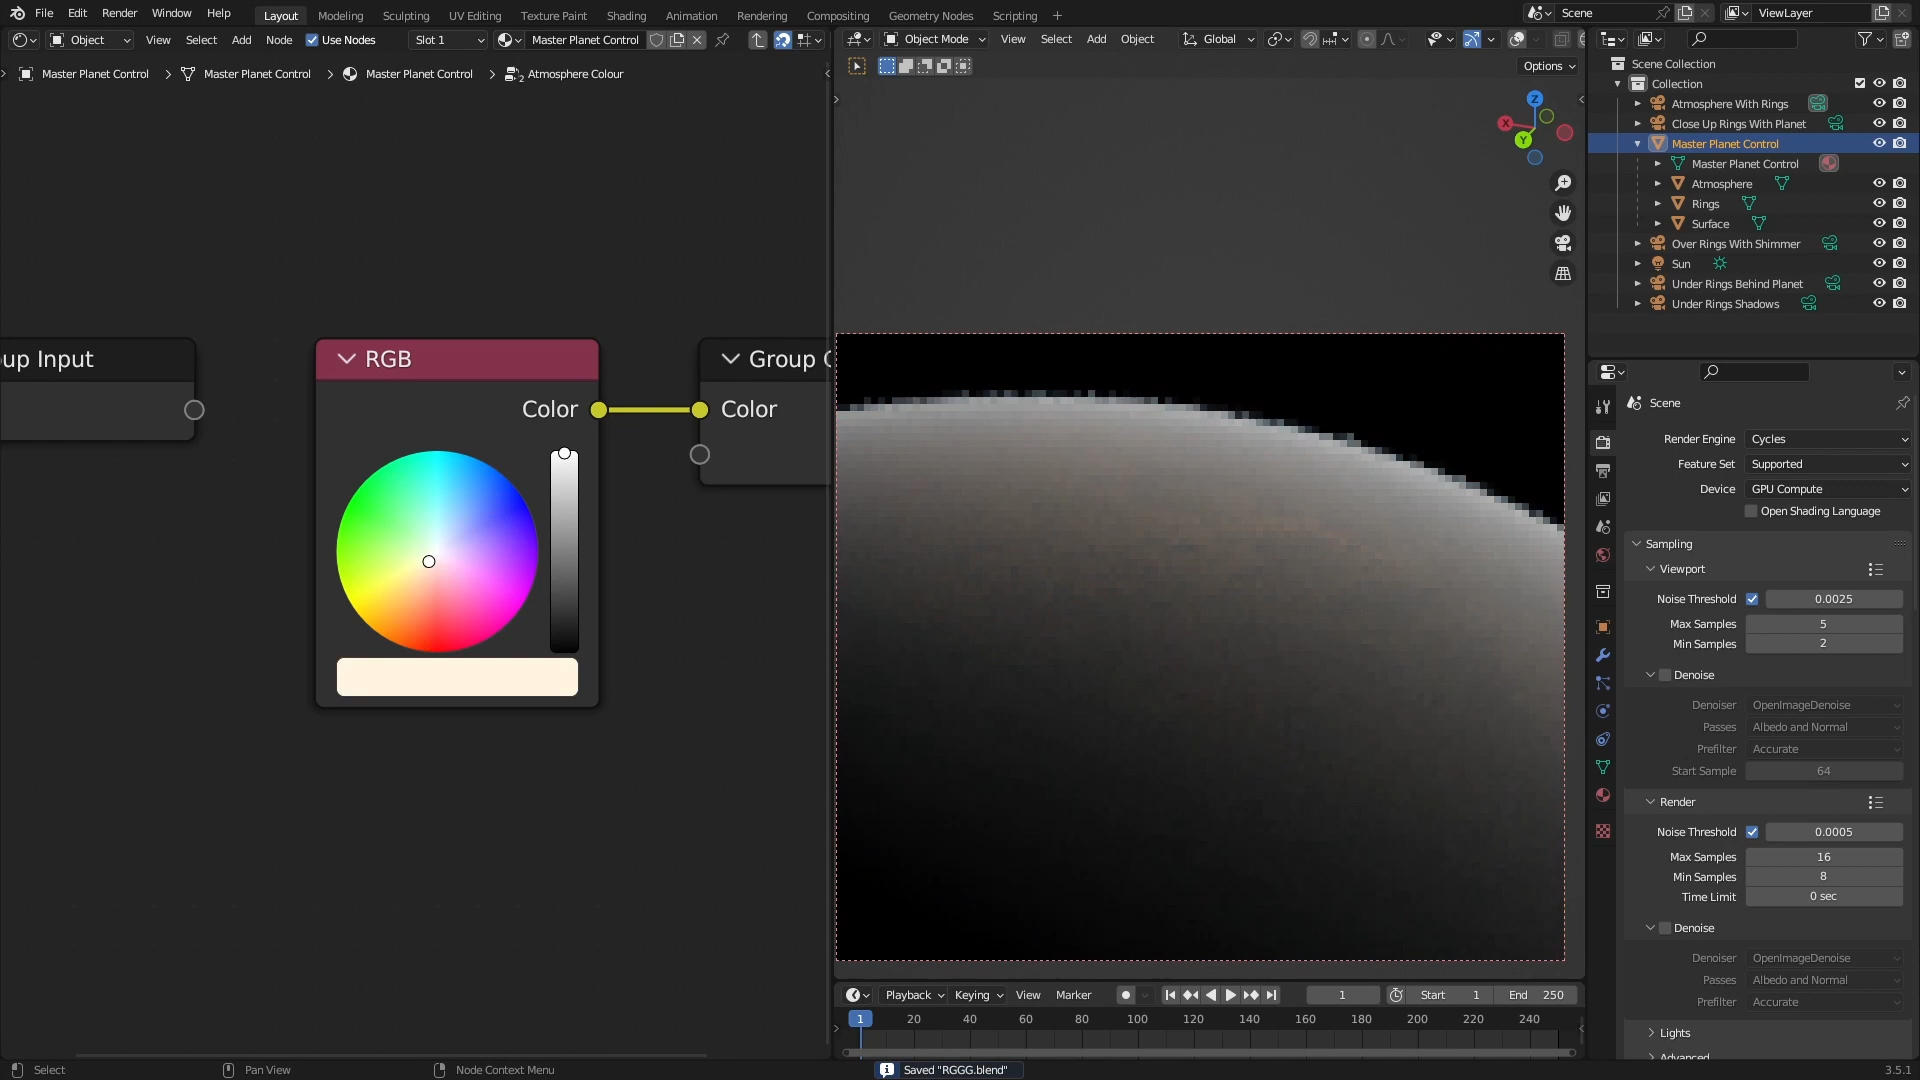 File Edit Render Window Help Layout Modeling Sculpting UV Editing Texture Paint Shading Animation Rendering Compositing Geometry Nodes Scripting + Scene ViewLayer
Object View Select Add Node Use Nodes Slot 1 Master Planet Control Object Mode View Select Add Object Global
Options
Master Planet Control Master Planet Control Master Planet Control Atmosphere Colour
Scene Collection
Collection
Atmosphere With Rings
Close Up Rings With Planet
Master Planet Control
Master Planet Control
Atmosphere
Rings
Surface
Over Rings With Shimmer
Sun
Under Rings Behind Planet
Under Rings Shadows
Z
X
Y
up Input
RGB
Color
Group
Color
Scene
Render Engine Cycles
Feature Set Supported
Device GPU Compute
Open Shading Language
Sampling
Viewport
Noise Threshold 0.0025
Max Samples 5
Min Samples 2
Denoise
Denoiser OpenImageDenoise
Passes Albedo and Normal
Prefilter Accurate
Start Sample 64
Render
Noise Threshold 0.0005
Max Samples 16
Min Samples 8
Time Limit 0 sec
Denoise
Denoiser OpenImageDenoise
Passes Albedo and Normal
Prefilter Accurate
Lights
Advanced
Playback Keying View Marker 1 Start 1 End 250
1 20 40 60 80 100 120 140 160 180 200 220 240
Select Pan View Node Context Menu Saved "RGGG.blend" 3.5.1